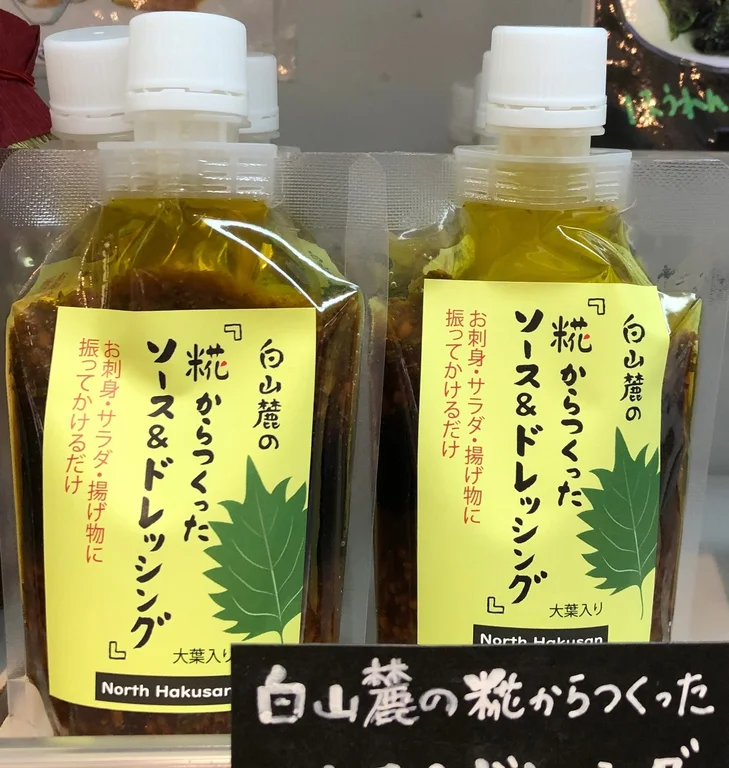 白山麓の
『糀からつくった
ソース&ドレッシング』
お刺身・サラダ・揚げ物に
振ってかけるだけ
大葉入り
North Hakusan
白山麓の
『糀からつくった
ソース&ドレッシング』
お刺身・サラダ・揚げ物に
振ってかけるだけ
大葉入り
North Hakusan
白山麓の糀からつくった
ほうれん